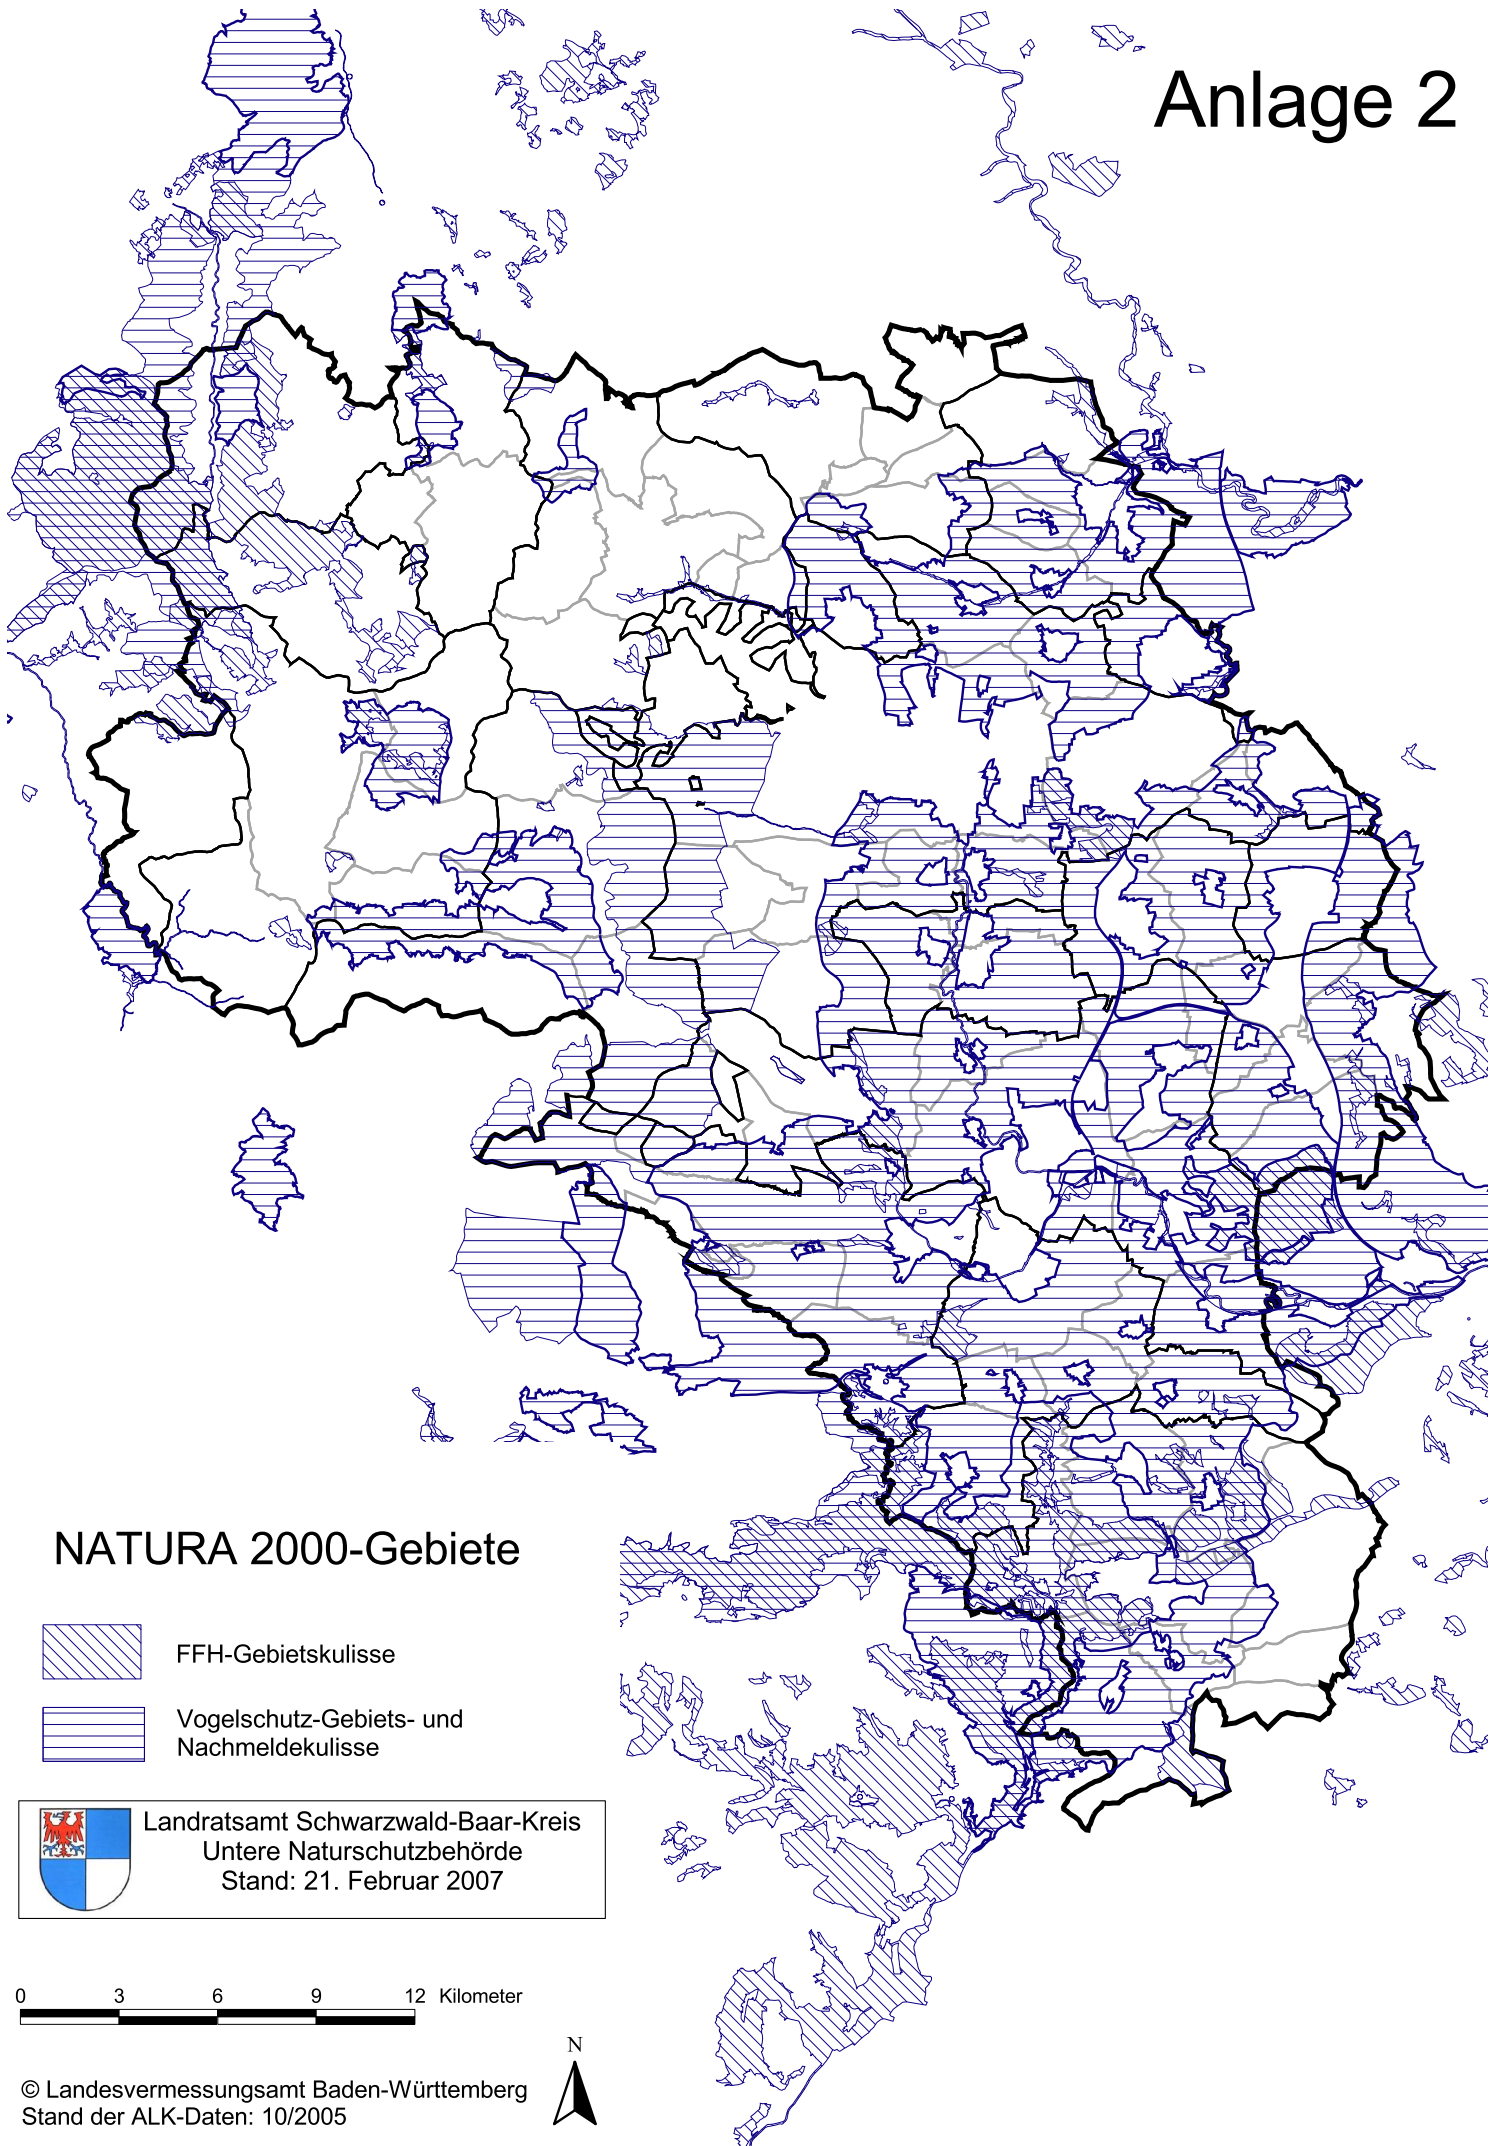 Anlage 2
NATURA 2000-Gebiete
FFH-Gebietskulisse
Vogelschutz-Gebiets- und
Nachmeldekulisse
Landratsamt Schwarzwald-Baar-Kreis
Untere Naturschutzbehörde
Stand: 21. Februar 2007
0 3 6 9 12 Kilometer
N
© Landesvermessungsamt Baden-Württemberg
Stand der ALK-Daten: 10/2005